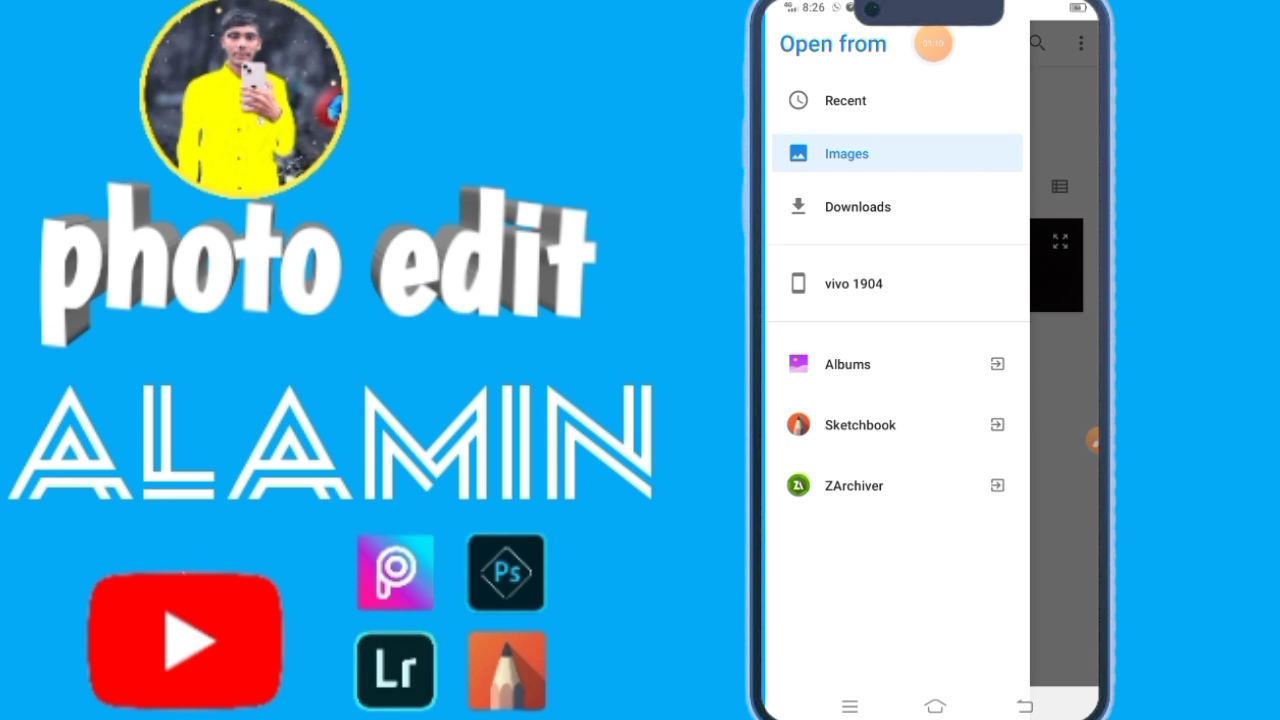 photo edit
ALAMIN
Ps
Lr
4G 8:26
Open from
01:10
Recent
Images
Downloads
vivo 1904
Albums
Sketchbook
ZArchiver